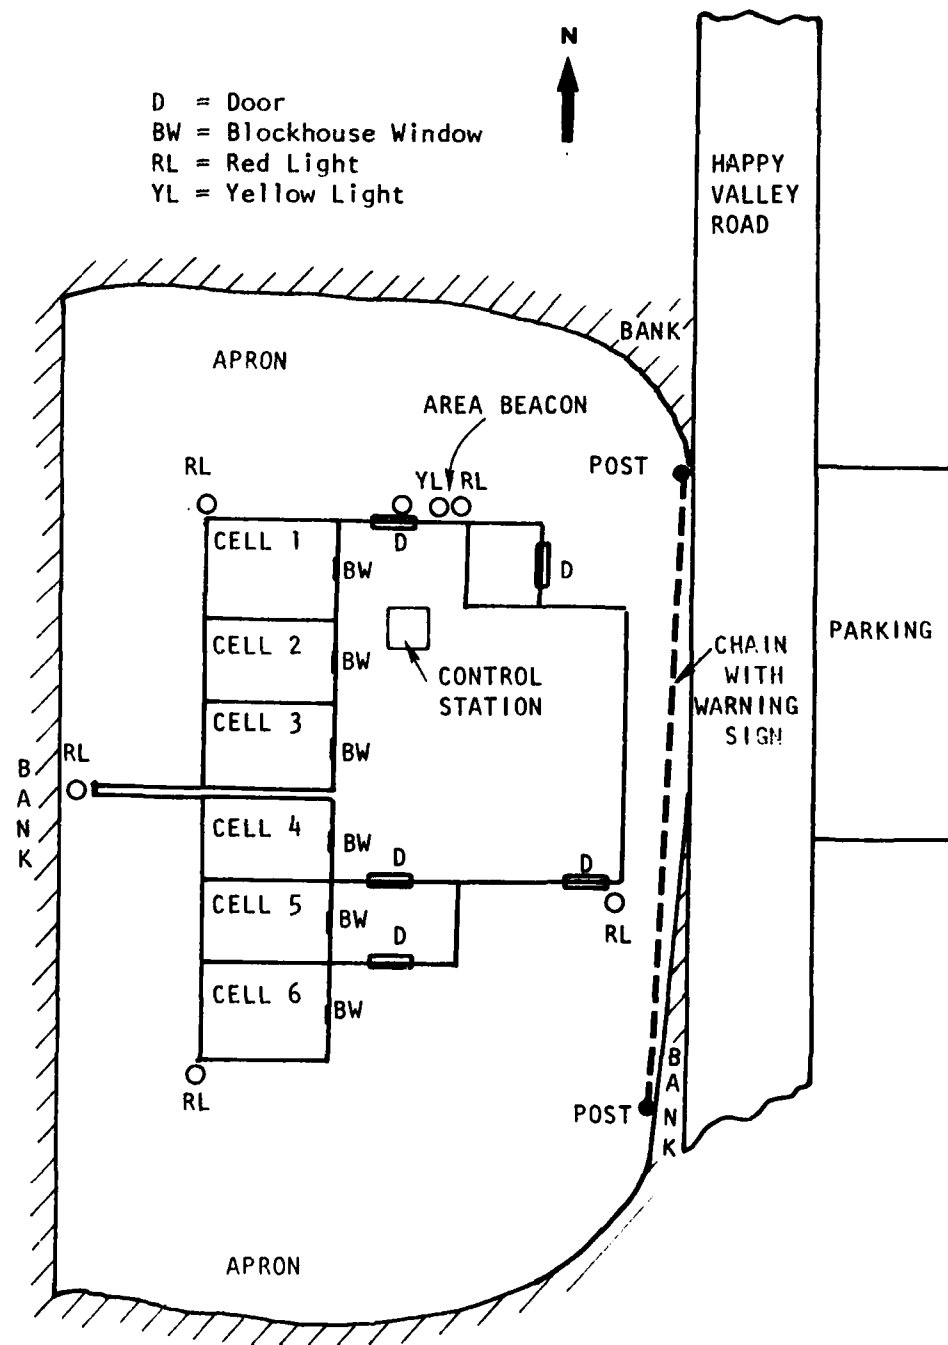 N
D = Door
BW = Blockhouse Window
RL = Red Light
YL = Yellow Light
HAPPY
VALLEY
ROAD
BANK
APRON
AREA BEACON
RL
YL RL
POST
CELL 1
D
BW
D
CELL 2
BW
CONTROL
STATION
PARKING
CHAIN
WITH
WARNING
SIGN
CELL 3
BW
RL
BANK
CELL 4
BW
D
D
CELL 5
BW
D
RL
CELL 6
BW
RL
POST
BANK
APRON